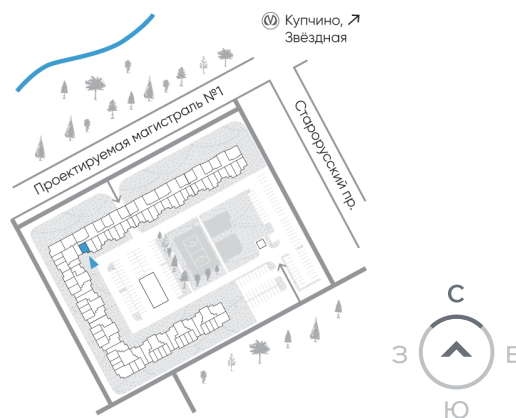 Купчино, ↗
Звёздная
Проектируемая магистраль №1
Старорусский пр.
С
З
В
Ю